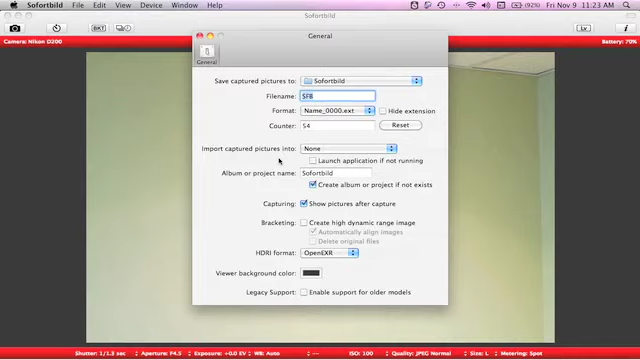 Sofortbild File Edit View Device Window Help (92%) Fri Nov 9 11:23 AM
Sofortbild
BKT Lv
Camera: Nikon D200 Battery: 70%
General
General
Save captured pictures to: Sofortbild
Filename: SFB
Format: Name_0000.ext Hide extension
Counter: 54 Reset
Import captured pictures into: None
Launch application if not running
Album or project name: Sofortbild
Create album or project if not exists
Capturing: Show pictures after capture
Bracketing: Create high dynamic range image
Automatically align images
Delete original files
HDRI format: OpenEXR
Viewer background color:
Legacy Support: Enable support for older models
Shutter: 1/1.3 sec Aperture: F4.5 Exposure: +0.0 EV WB: Auto --- ISO: 100 Quality: JPEG Normal Size: L Metering: Spot